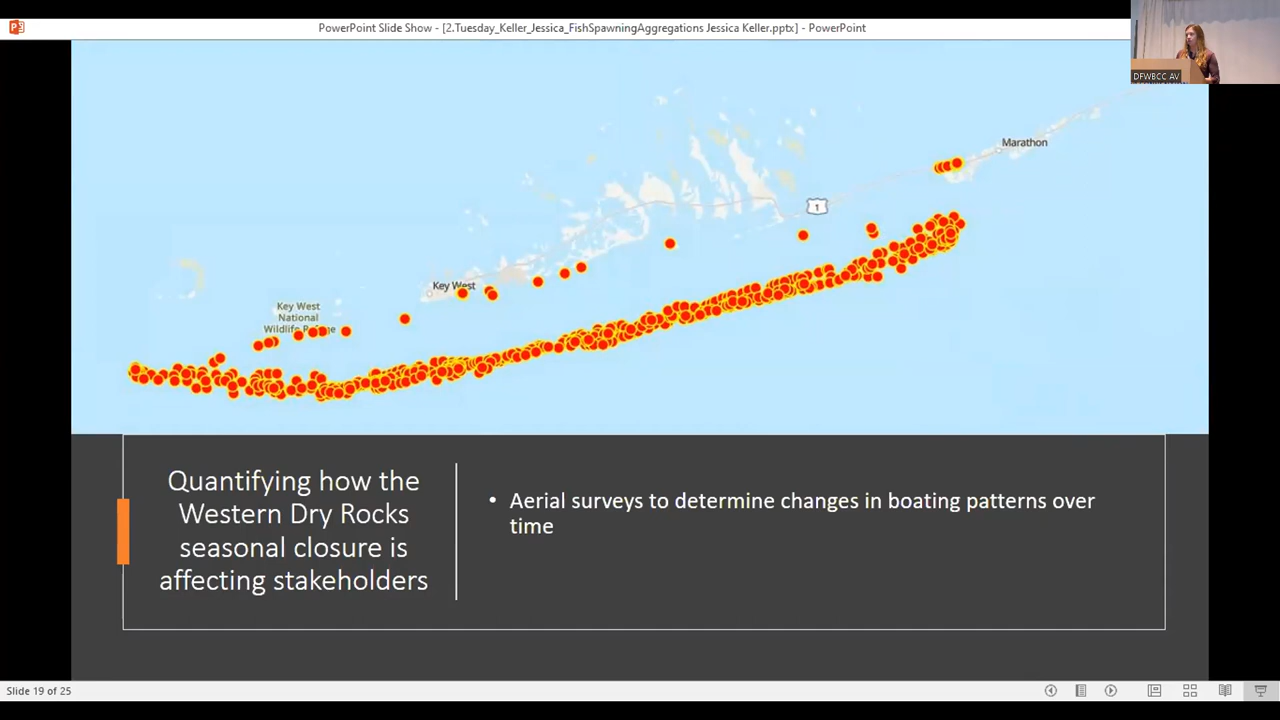 PowerPoint Slide Show - [2.Tuesday_Keller_Jessica_FishSpawningAggregations Jessica Keller.pptx] - PowerPoint
DFWBCC AV
Marathon
1
Key West
Key West
National
Wildlife Refuge
Quantifying how the
Western Dry Rocks
seasonal closure is
affecting stakeholders
• Aerial surveys to determine changes in boating patterns over
time
Slide 19 of 25